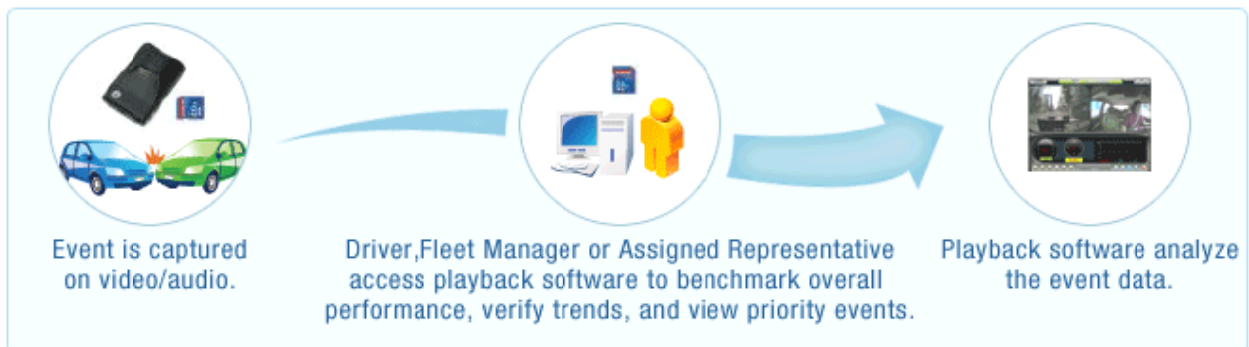 Event is captured
on video/audio.
Driver,Fleet Manager or Assigned Representative
access playback software to benchmark overall
performance, verify trends, and view priority events.
Playback software analyze
the event data.